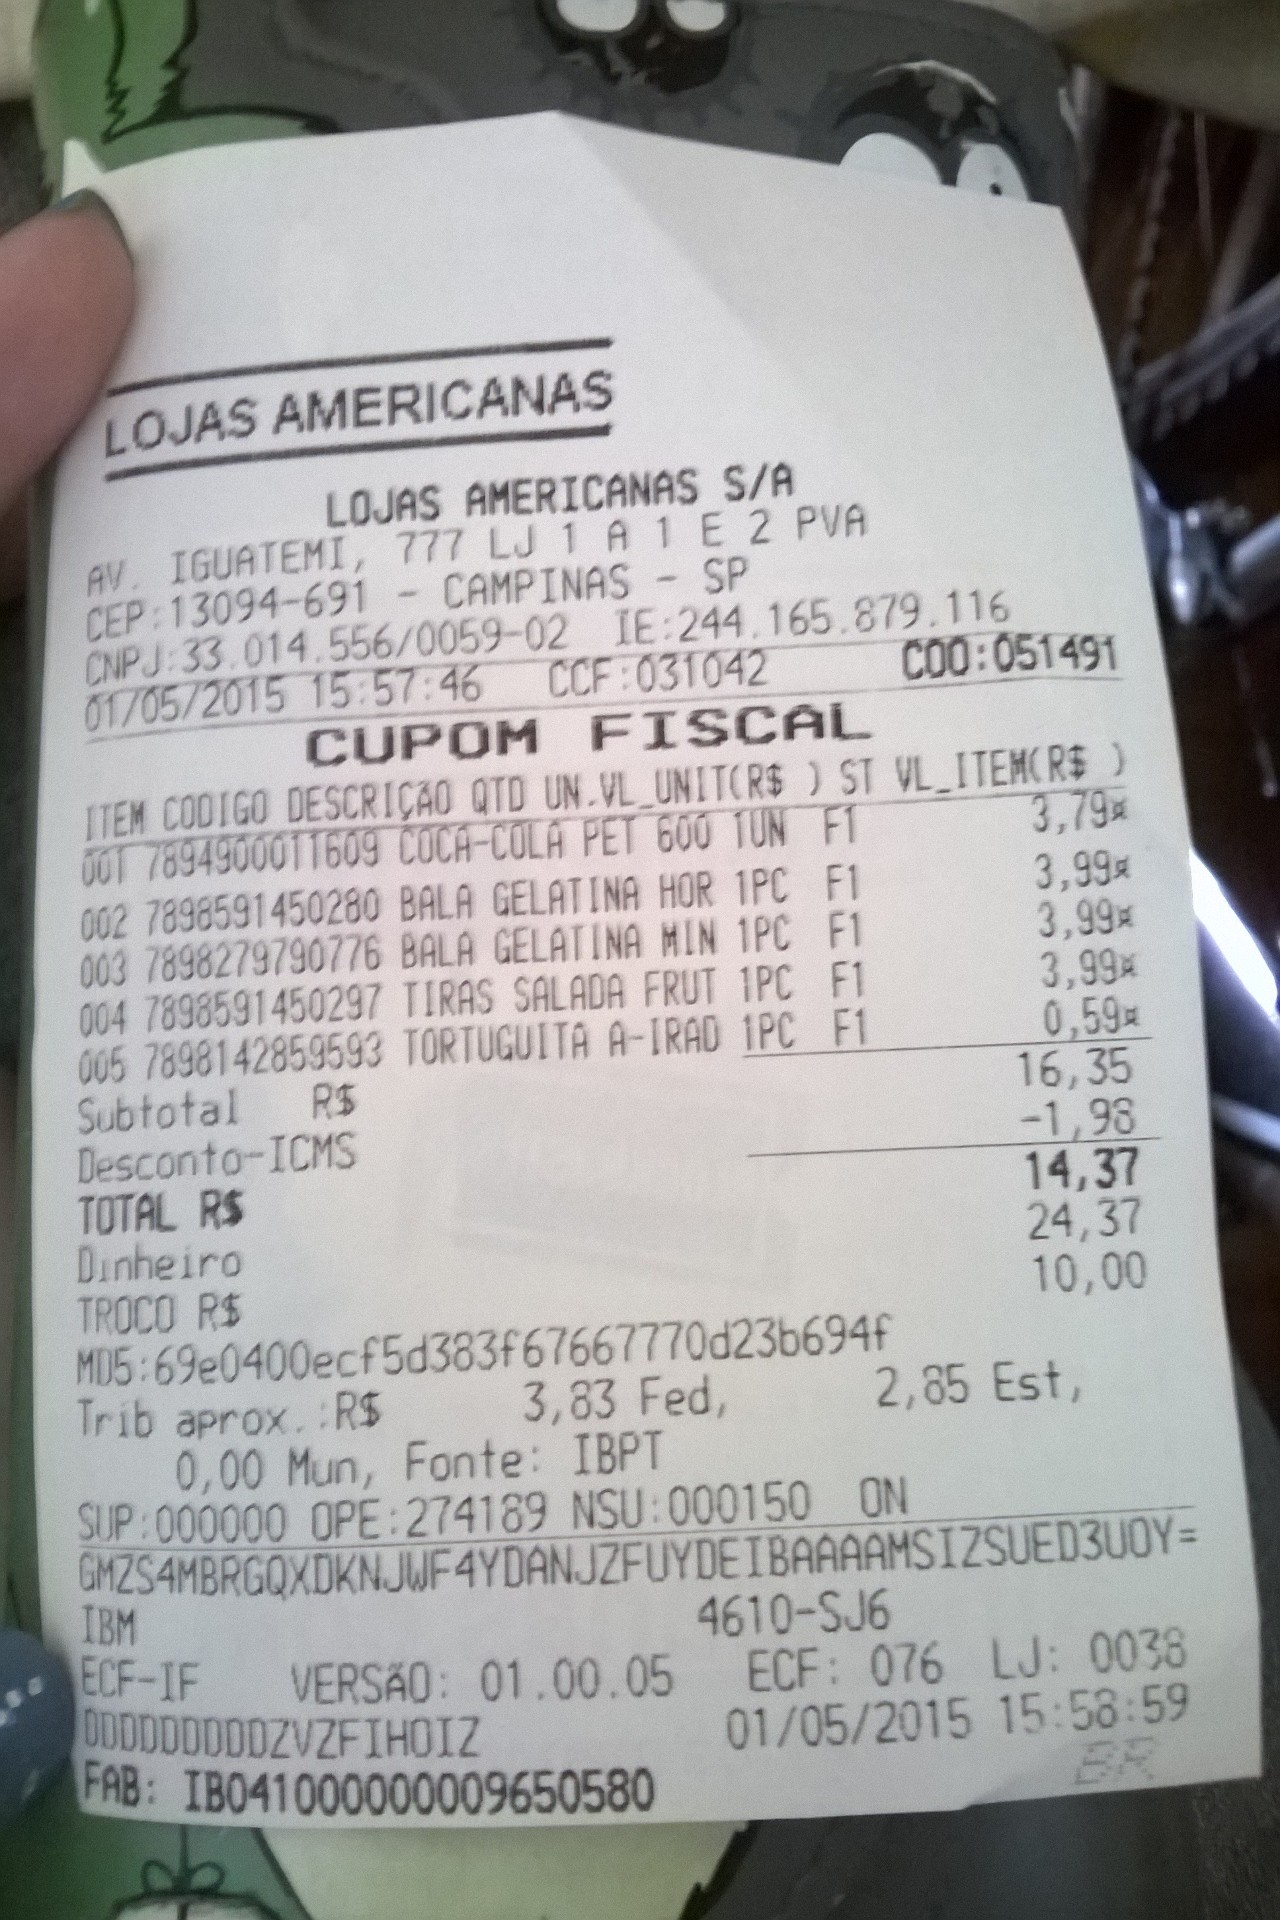 LOJAS AMERICANAS
LOJAS AMERICANAS S/A
AV. IGUATEMI, 777 LJ 1 A 1 E 2 PVA
CEP:13094-691 - CAMPINAS - SP
CNPJ:33.014.556/0059-02 IE:244.165.879.116
01/05/2015 15:57:46 CCF:031042 COO:051491
CUPOM FISCAL
ITEM CODIGO DESCRIÇÃO QTD UN.VL_UNIT(R$ ) ST VL_ITEM(R$ )
001 7894900011609 COCA-COLA PET 600 1UN F1 3,79¤
002 7898591450280 BALA GELATINA HOR 1PC F1 3,99¤
003 7898279790776 BALA GELATINA MIN 1PC F1 3,99¤
004 7898591450297 TIRAS SALADA FRUT 1PC F1 3,99¤
005 7898142859593 TORTUGUITA A-IRAD 1PC F1 0,59¤
Subtotal R$ 16,35
Desconto-ICMS -1,98
TOTAL R$ 14,37
Dinheiro 24,37
TROCO R$ 10,00
MD5:69e0400ecf5d383f67667770d23b694f
Trib aprox.:R$ 3,83 Fed, 2,85 Est,
0,00 Mun, Fonte: IBPT
SUP:000000 OPE:274189 NSU:000150 ON
GMZS4MBRGQXDKNJWF4YDANJZFUYDEIBAAAAAMSIZSUED3UOY=
IBM 4610-SJ6
ECF-IF VERSÃO: 01.00.05 ECF: 076 LJ: 0038
DDDDDDDDDZVZFIHOIZ 01/05/2015 15:58:59
FAB: IB041000000009650580 BR